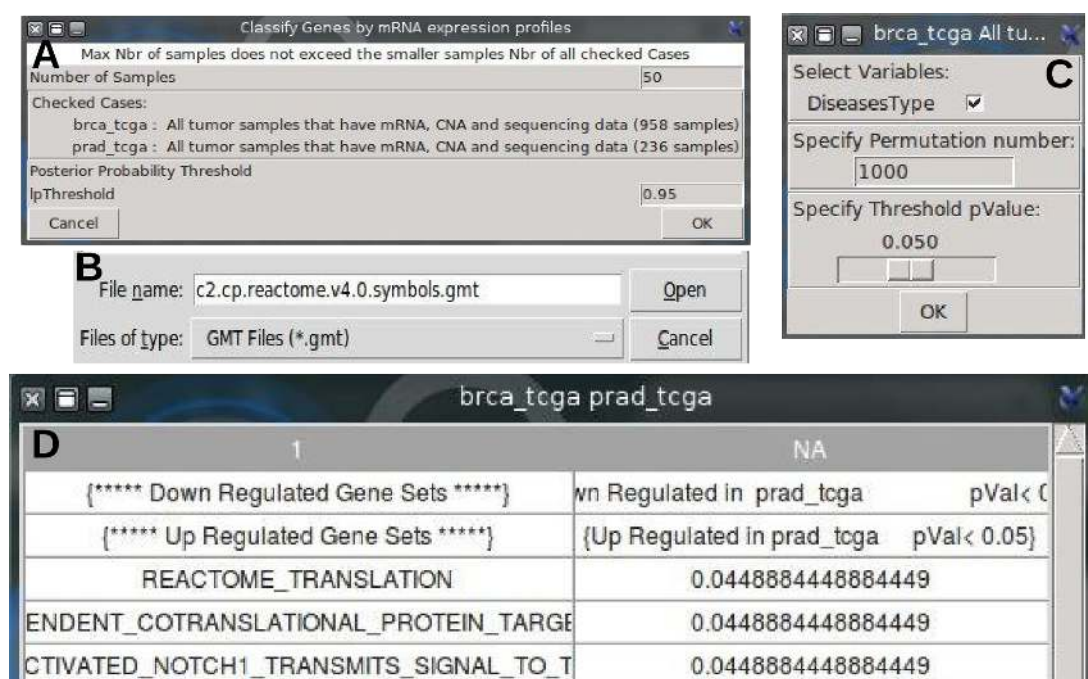 Classify Genes by mRNA expression profiles
A
Max Nbr of samples does not exceed the smaller samples Nbr of all checked Cases
Number of Samples 50
Checked Cases:
brca_tcga : All tumor samples that have mRNA, CNA and sequencing data (958 samples)
prad_tcga : All tumor samples that have mRNA, CNA and sequencing data (236 samples)
Posterior Probability Threshold
lpThreshold 0.95
Cancel OK
B
File name: c2.cp.reactome.v4.0.symbols.gmt Open
Files of type: GMT Files (*.gmt) Cancel
brca_tcga All tu...
C
Select Variables:
DiseasesType
Specify Permutation number:
1000
Specify Threshold pValue:
0.050
OK
brca_tcga prad_tcga
D
1 NA
{***** Down Regulated Gene Sets *****} wn Regulated in prad_tcga pVal< 0
{***** Up Regulated Gene Sets *****} {Up Regulated in prad_tcga pVal< 0.05}
REACTOME_TRANSLATION 0.0448884448884449
ENDENT_COTRANSLATIONAL_PROTEIN_TARGE 0.0448884448884449
CTIVATED_NOTCH1_TRANSMITS_SIGNAL_TO_T 0.0448884448884449